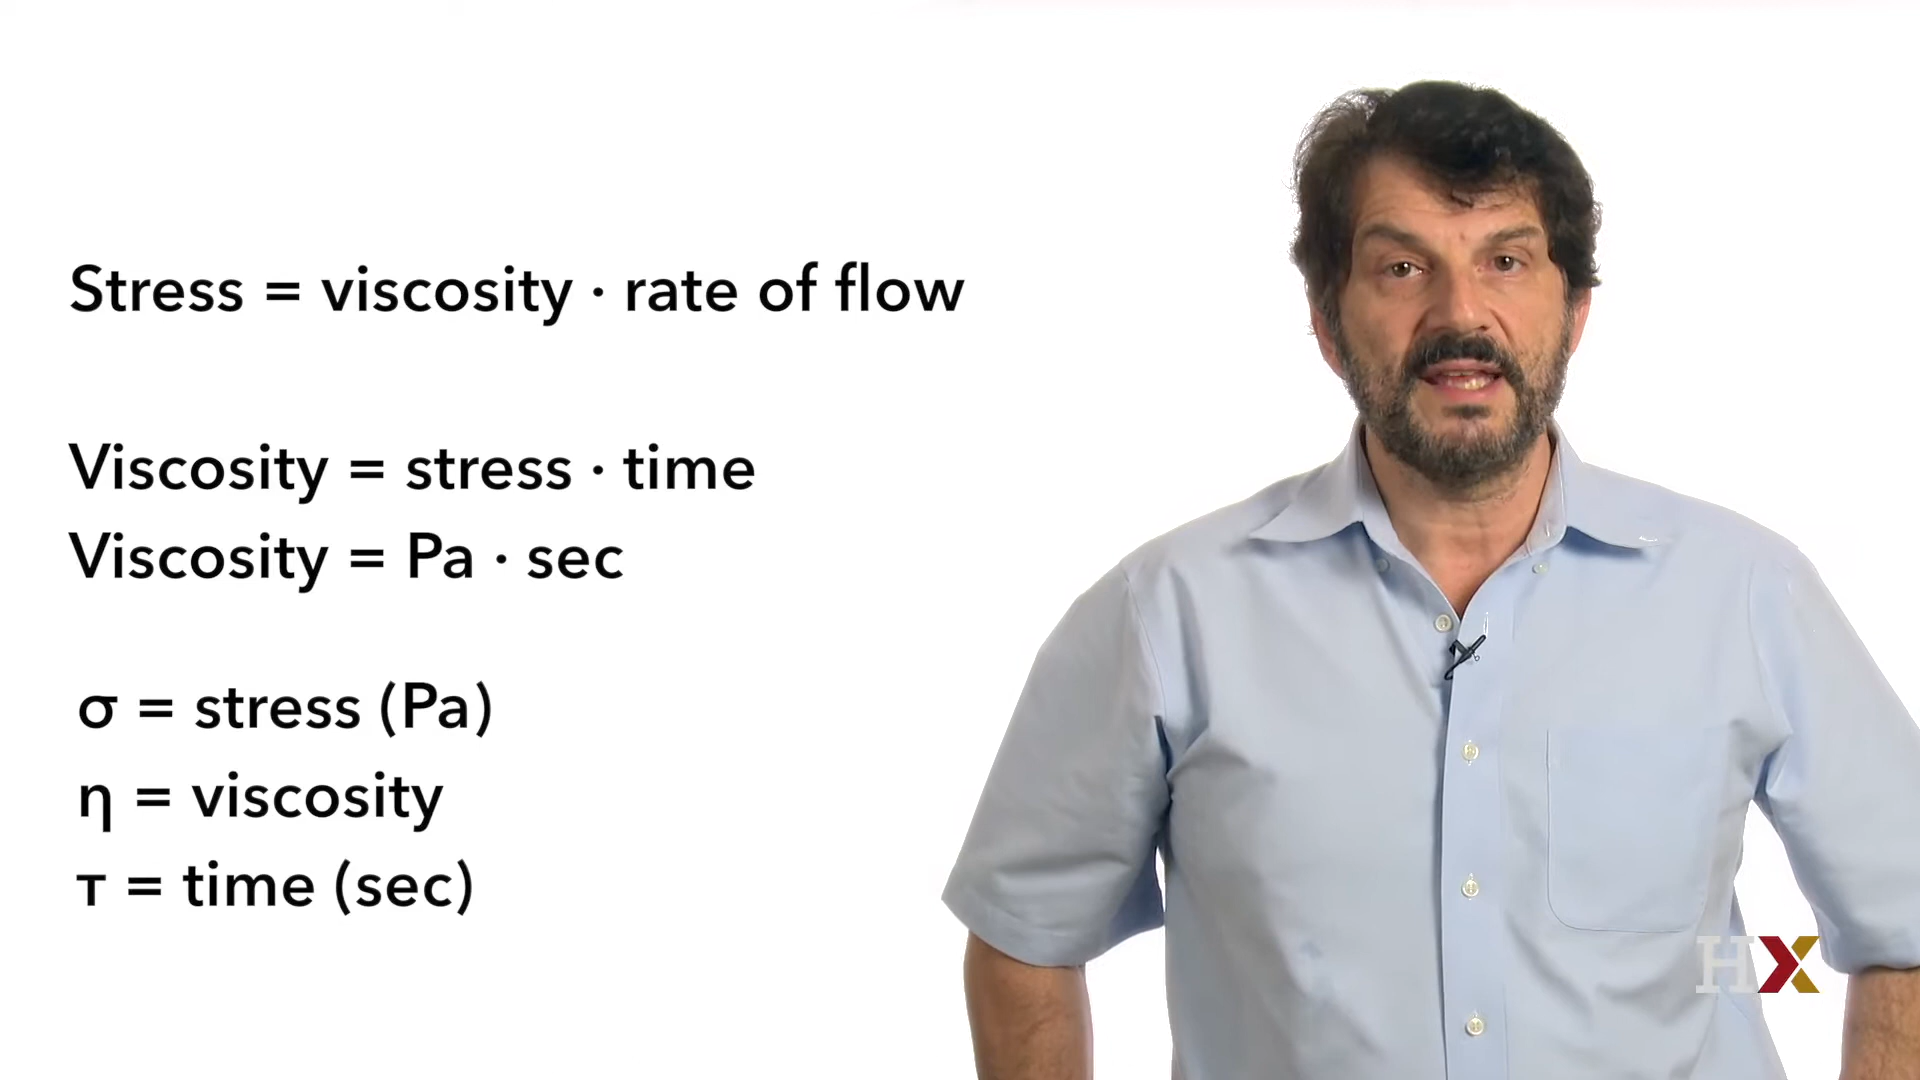 Stress = viscosity · rate of flow
Viscosity = stress · time
Viscosity = Pa · sec
σ = stress (Pa)
η = viscosity
τ = time (sec)
HX